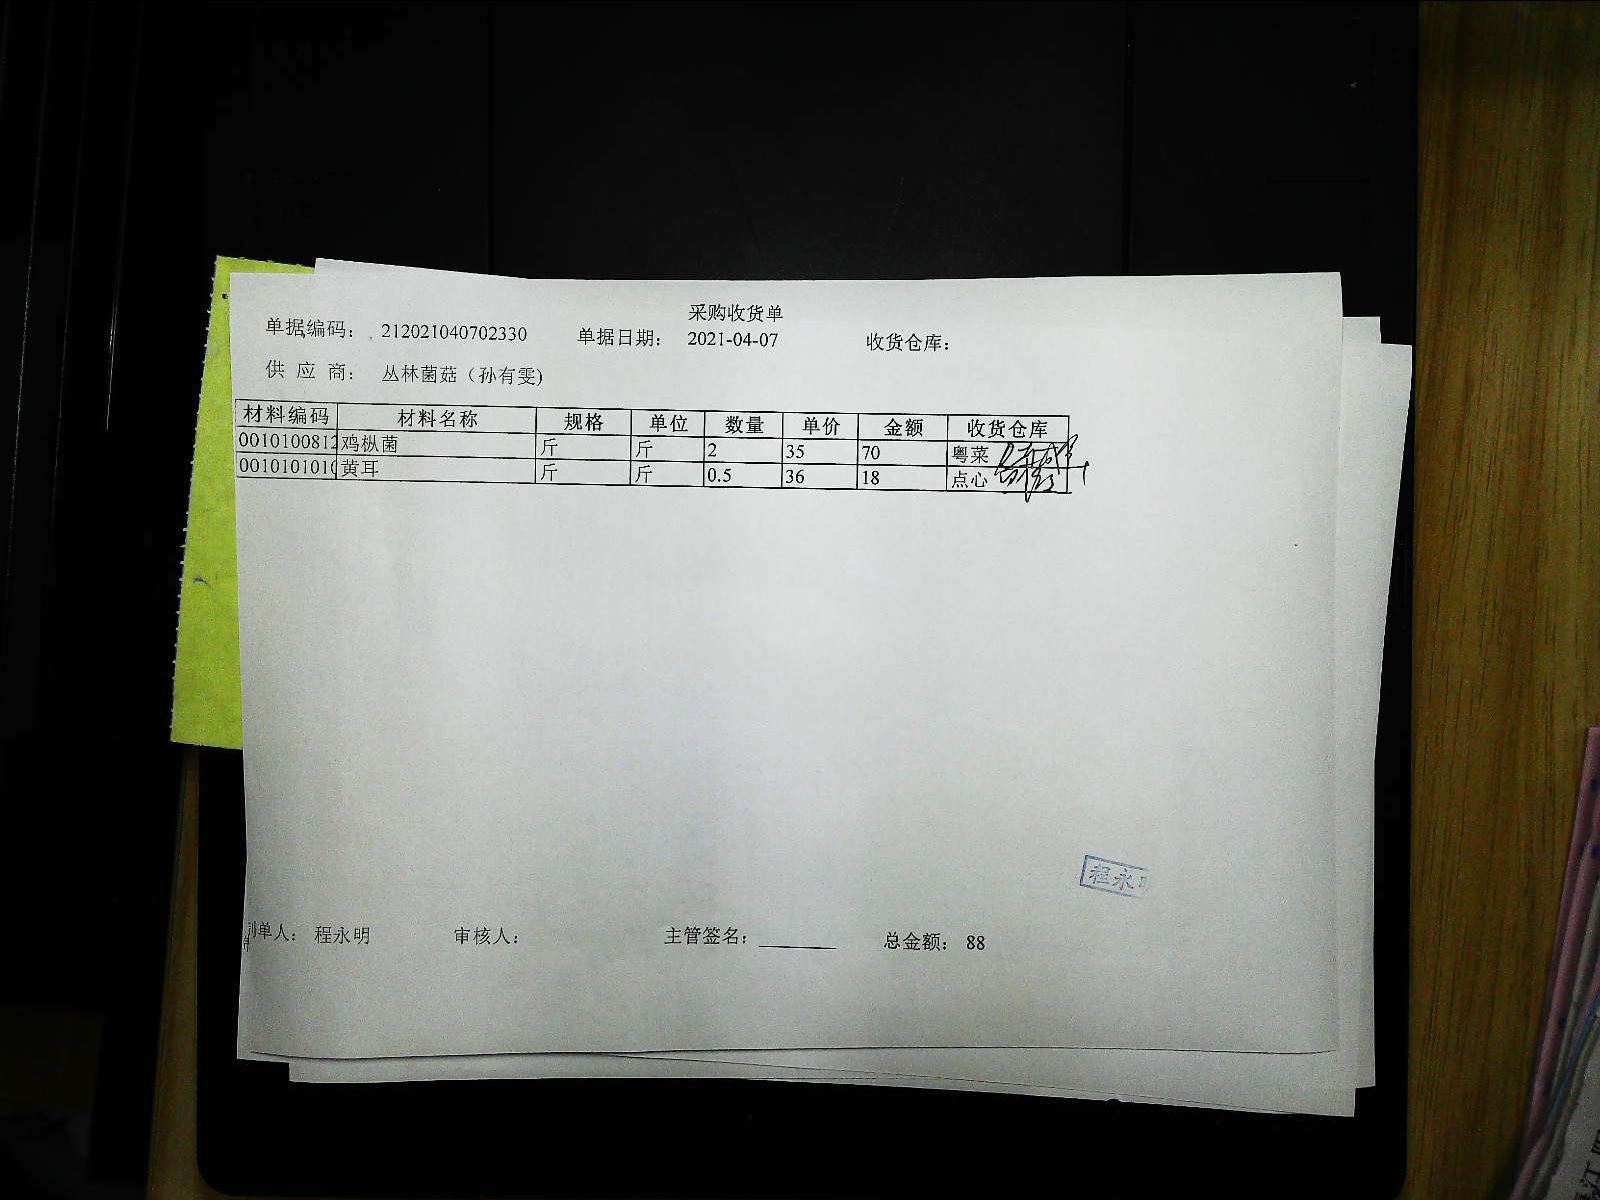 采购收货单
单据编码： 212021040702330 单据日期： 2021-04-07 收货仓库：
供 应 商： 丛林菌菇（孙有雯）
材料编码 材料名称 规格 单位 数量 单价 金额 收货仓库
0010100812 鸡枞菌 斤 斤 2 35 70 粤菜
001010101 黄耳 斤 斤 0.5 36 18 点心
程永
制单人： 程永明 审核人： 主管签名： 总金额： 88